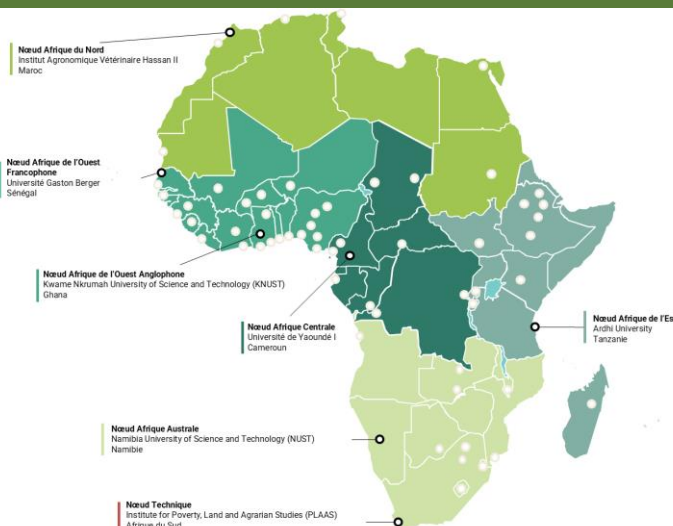 Nœud Afrique du Nord
Institut Agronomique Vétérinaire Hassan II
Maroc
Nœud Afrique de l'Ouest
Francophone
Université Gaston Berger
Sénégal
Nœud Afrique de l'Ouest Anglophone
Kwame Nkrumah University of Science and Technology (KNUST)
Ghana
Nœud Afrique Centrale
Université de Yaoundé I
Cameroun
Nœud Afrique de l'Es
Ardhi University
Tanzanie
Nœud Afrique Australe
Namibia University of Science and Technology (NUST)
Namibie
Nœud Technique
Institute for Poverty, Land and Agrarian Studies (PLAAS)
Afrique du Sud